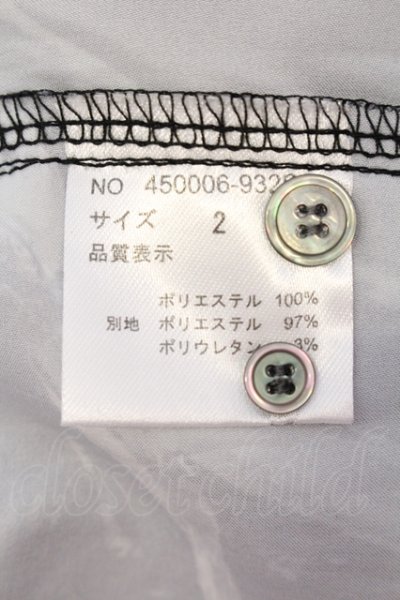 NO 450006-932
サイズ 2
品質表示
ポリエステル 100%
別地 ポリエステル 97%
ポリウレタン 3%
closet child